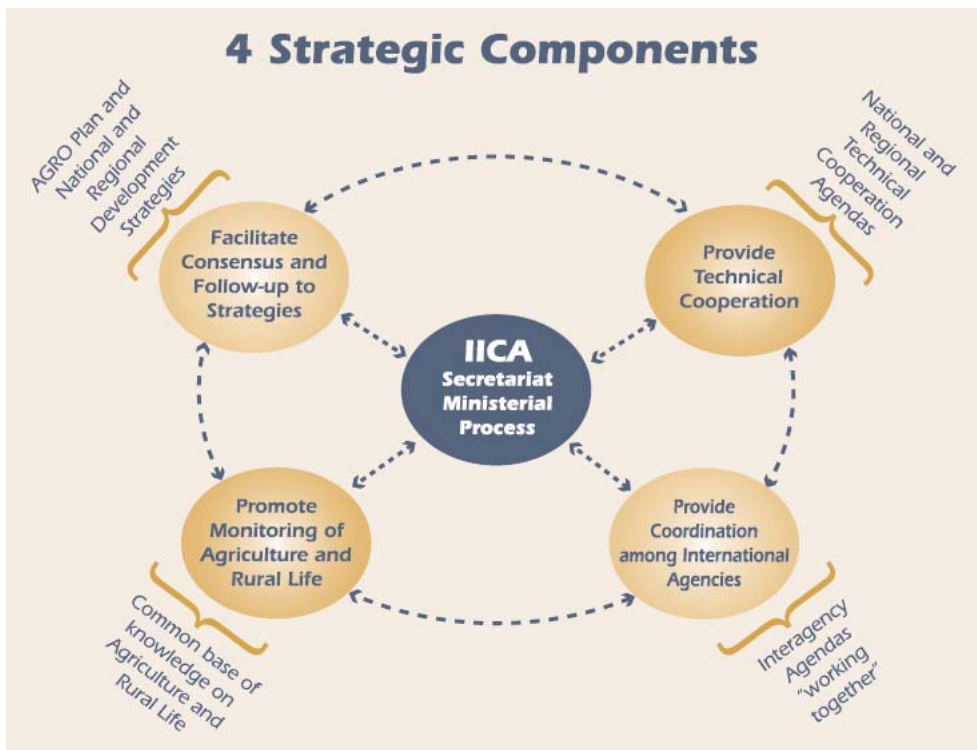 4 Strategic Components
AGRO Plan and
National and
Regional
Development
Strategies
National and
Regional
Technical
Cooperation
Agendas
Facilitate
Consensus and
Follow-up to
Strategies
Provide
Technical
Cooperation
IICA
Secretariat
Ministerial
Process
Promote
Monitoring of
Agriculture and
Rural Life
Provide
Coordination
among International
Agencies
Common base of
knowledge on
Agriculture and
Rural Life
Interagency
Agendas
“working
together”